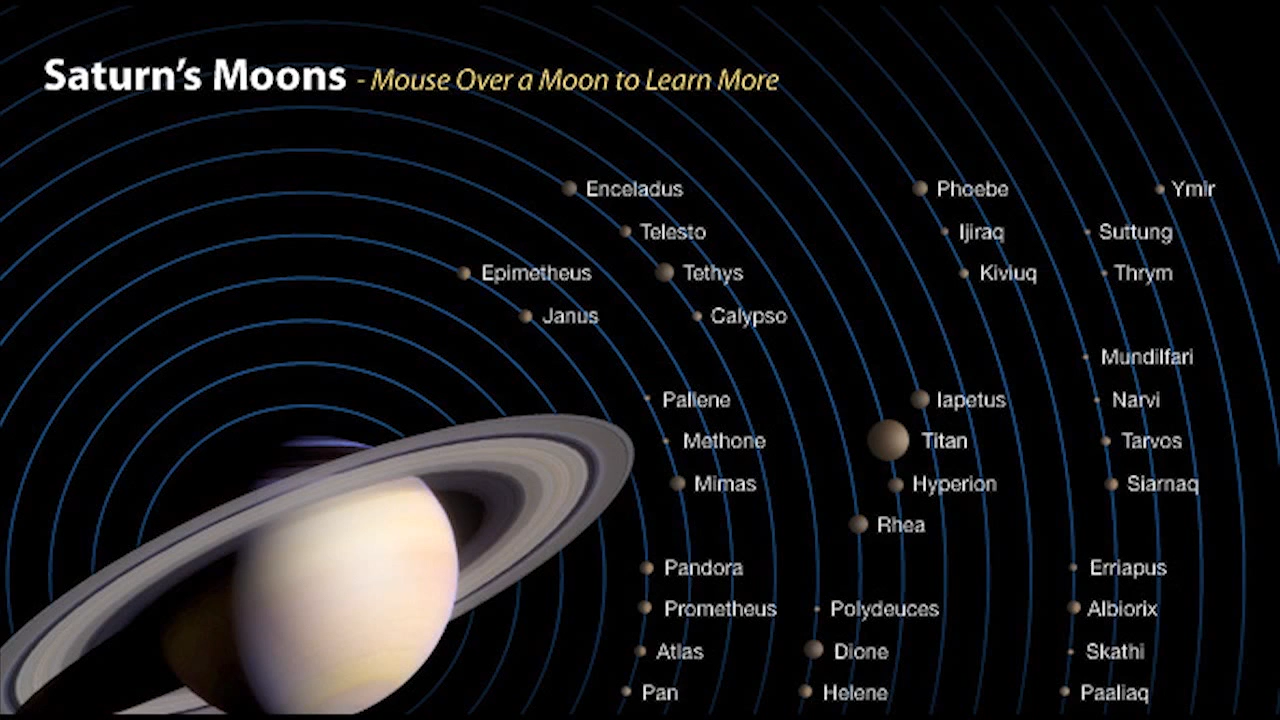 Saturn's Moons - Mouse Over a Moon to Learn More
Enceladus Phoebe Ymir
Telesto Ijiraq Suttung
Epimetheus Tethys Kiviuq Thrym
Janus Calypso
Mundilfari
Pallene Iapetus Narvi
Methone Titan Tarvos
Mimas Hyperion Siarnaq
Rhea
Pandora Erriapus
Prometheus Polydeuces Albiorix
Atlas Dione Skathi
Pan Helene Paaliaq